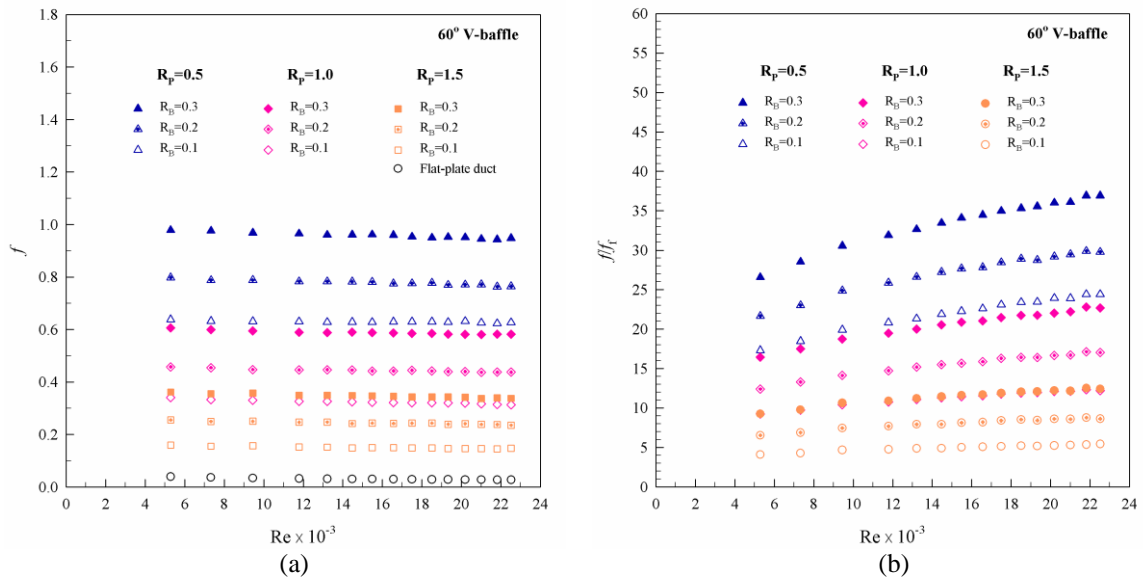 60° V-baffle
R_P=0.5 R_P=1.0 R_P=1.5
R_B=0.3 R_B=0.3 R_B=0.3
R_B=0.2 R_B=0.2 R_B=0.2
R_B=0.1 R_B=0.1 R_B=0.1
Flat-plate duct
1.8
1.6
1.4
1.2
1.0
0.8
0.6
0.4
0.2
0.0
f
0 2 4 6 8 10 12 14 16 18 20 22 24
Re × 10⁻³
(a)
60° V-baffle
R_P=0.5 R_P=1.0 R_P=1.5
R_B=0.3 R_B=0.3 R_B=0.3
R_B=0.2 R_B=0.2 R_B=0.2
R_B=0.1 R_B=0.1 R_B=0.1
60
55
50
45
40
35
30
25
20
15
10
5
0
f/f_f
0 2 4 6 8 10 12 14 16 18 20 22 24
Re × 10⁻³
(b)